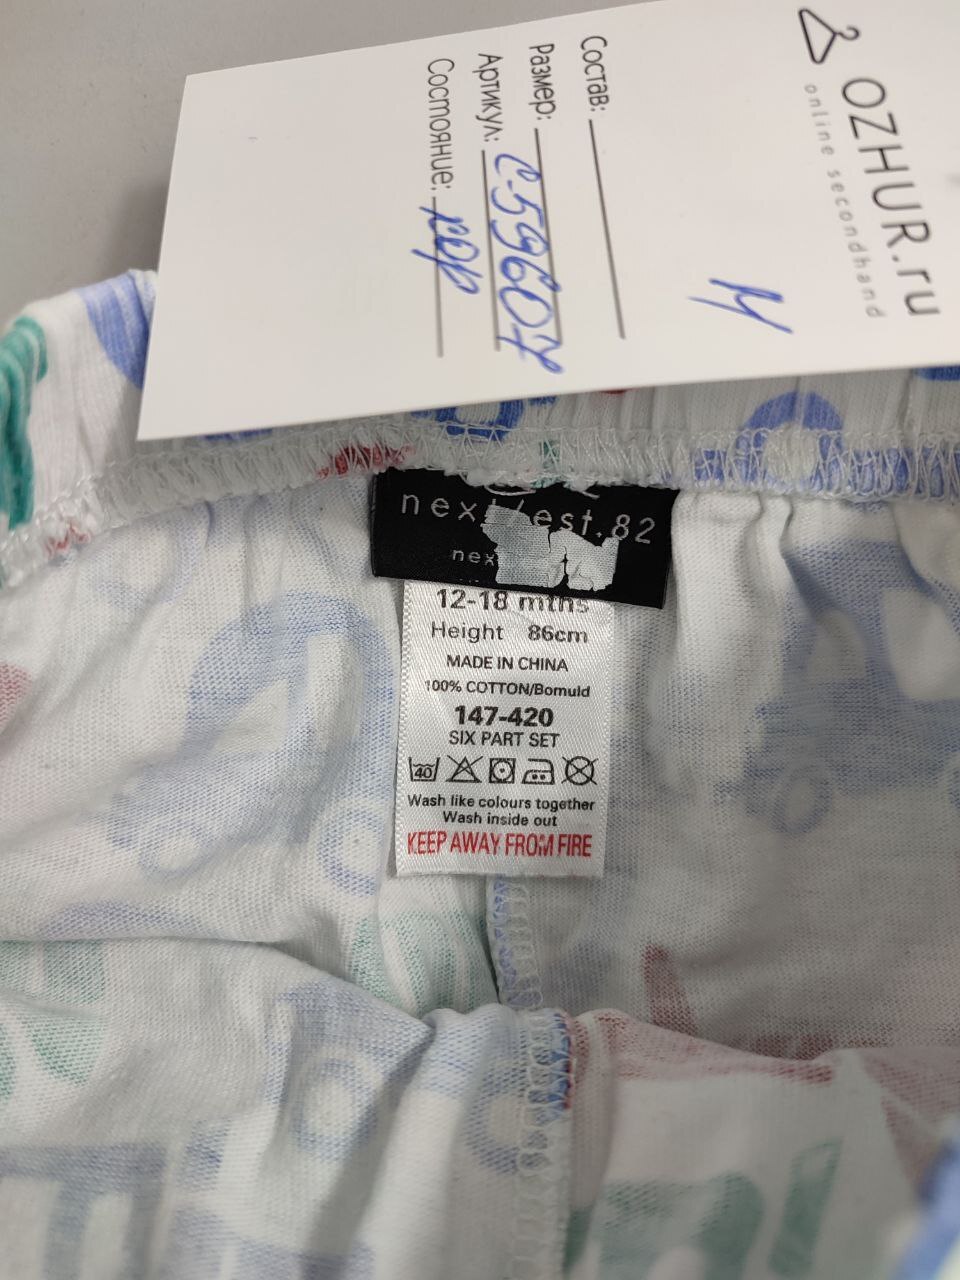 OZHUR.ru
online secondhand
Состав:
Размер:
Артикул: С-59607
Состояние: хор
next/est.82
12-18 mths
Height 86cm
MADE IN CHINA
100% COTTON/Bomuld
147-420
SIX PART SET
40
Wash like colours together
Wash inside out
KEEP AWAY FROM FIRE